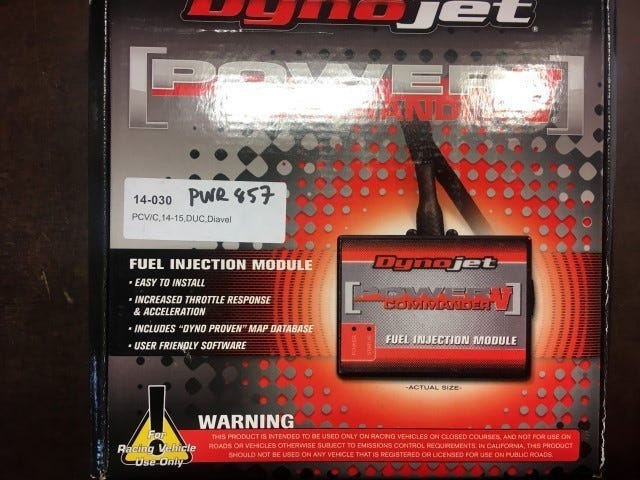 Dynojet
POWER
COMMANDER V
14-030 PWR 857
PCV/C,14-15,DUC,Diavel
FUEL INJECTION MODULE
• EASY TO INSTALL
• INCREASED THROTTLE RESPONSE
& ACCELERATION
• INCLUDES "DYNO PROVEN" MAP DATABASE
• USER FRIENDLY SOFTWARE
Dynojet
POWER
COMMANDER V
FUEL INJECTION MODULE
-ACTUAL SIZE-
For
Racing Vehicle
Use Only
WARNING
THIS PRODUCT IS INTENDED TO BE USED ONLY ON RACING VEHICLES ON CLOSED COURSES, AND NOT FOR USE ON
ROADS OR VEHICLES OTHERWISE SUBJECT TO EMISSIONS CONTROL REQUIREMENTS. IN CALIFORNIA, THIS PRODUCT
SHOULD NOT BE USED ON ANY VEHICLE THAT IS REGISTERED OR LICENSED FOR USE ON PUBLIC ROADS.